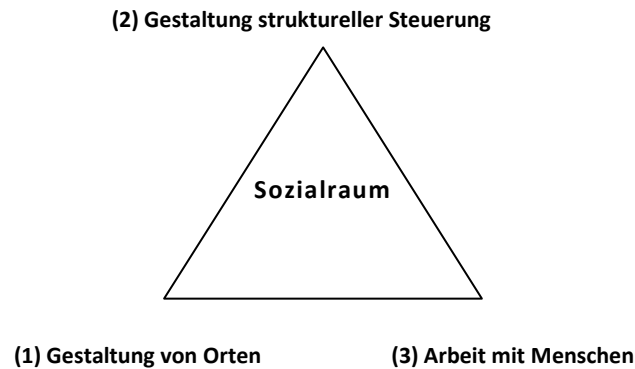 (2) Gestaltung struktureller Steuerung
Sozialraum
(1) Gestaltung von Orten
(3) Arbeit mit Menschen